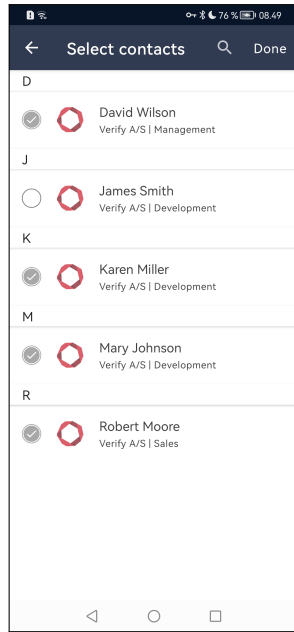 76 % 08.49
Select contacts Done
D
David Wilson
Verify A/S | Management
J
James Smith
Verify A/S | Development
K
Karen Miller
Verify A/S | Development
M
Mary Johnson
Verify A/S | Development
R
Robert Moore
Verify A/S | Sales